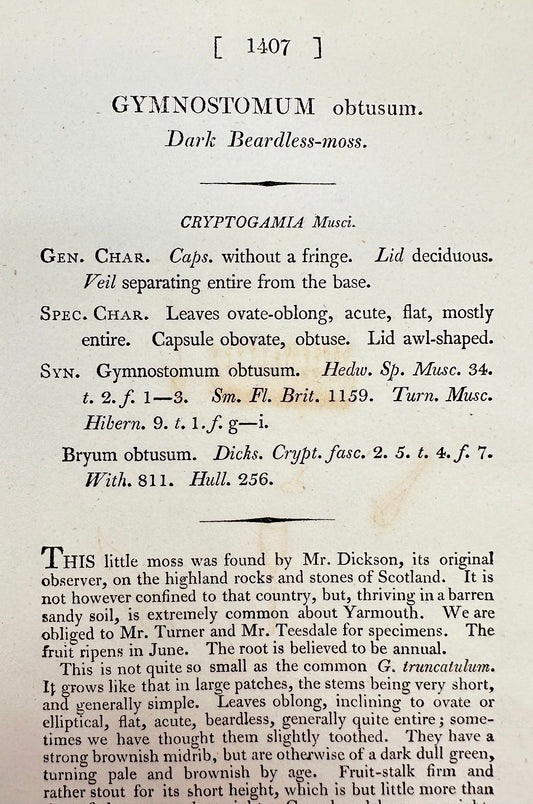 [ 1407 ]
GYMNOSTOMUM obtusum.
Dark Beardless-moss.
CRYPTOGAMIA Musci.
GEN. CHAR. Caps. without a fringe. Lid deciduous.
Veil separating entire from the base.
SPEC. CHAR. Leaves ovate-oblong, acute, flat, mostly
entire. Capsule obovate, obtuse. Lid awl-shaped.
SYN. Gymnostomum obtusum. Hedw. Sp. Musc. 34.
t. 2. f. 1—3. Sm. Fl. Brit. 1159. Turn. Musc.
Hibern. 9. t. 1. f. g—i.
Bryum obtusum. Dicks. Crypt. fasc. 2. 5. t. 4. f. 7.
With. 811. Hull. 256.
THIS little moss was found by Mr. Dickson, its original
observer, on the highland rocks and stones of Scotland. It is
not however confined to that country, but, thriving in a barren
sandy soil, is extremely common about Yarmouth. We are
obliged to Mr. Turner and Mr. Teesdale for specimens. The
fruit ripens in June. The root is believed to be annual.
This is not quite so small as the common G. truncatulum.
It grows like that in large patches, the stems being very short,
and generally simple. Leaves oblong, inclining to ovate or
elliptical, flat, acute, beardless, generally quite entire; some-
times we have thought them slightly toothed. They have a
strong brownish midrib, but are otherwise of a dark dull green,
turning pale and brownish by age. Fruit-stalk firm and
rather stout for its short height, which is but little more than